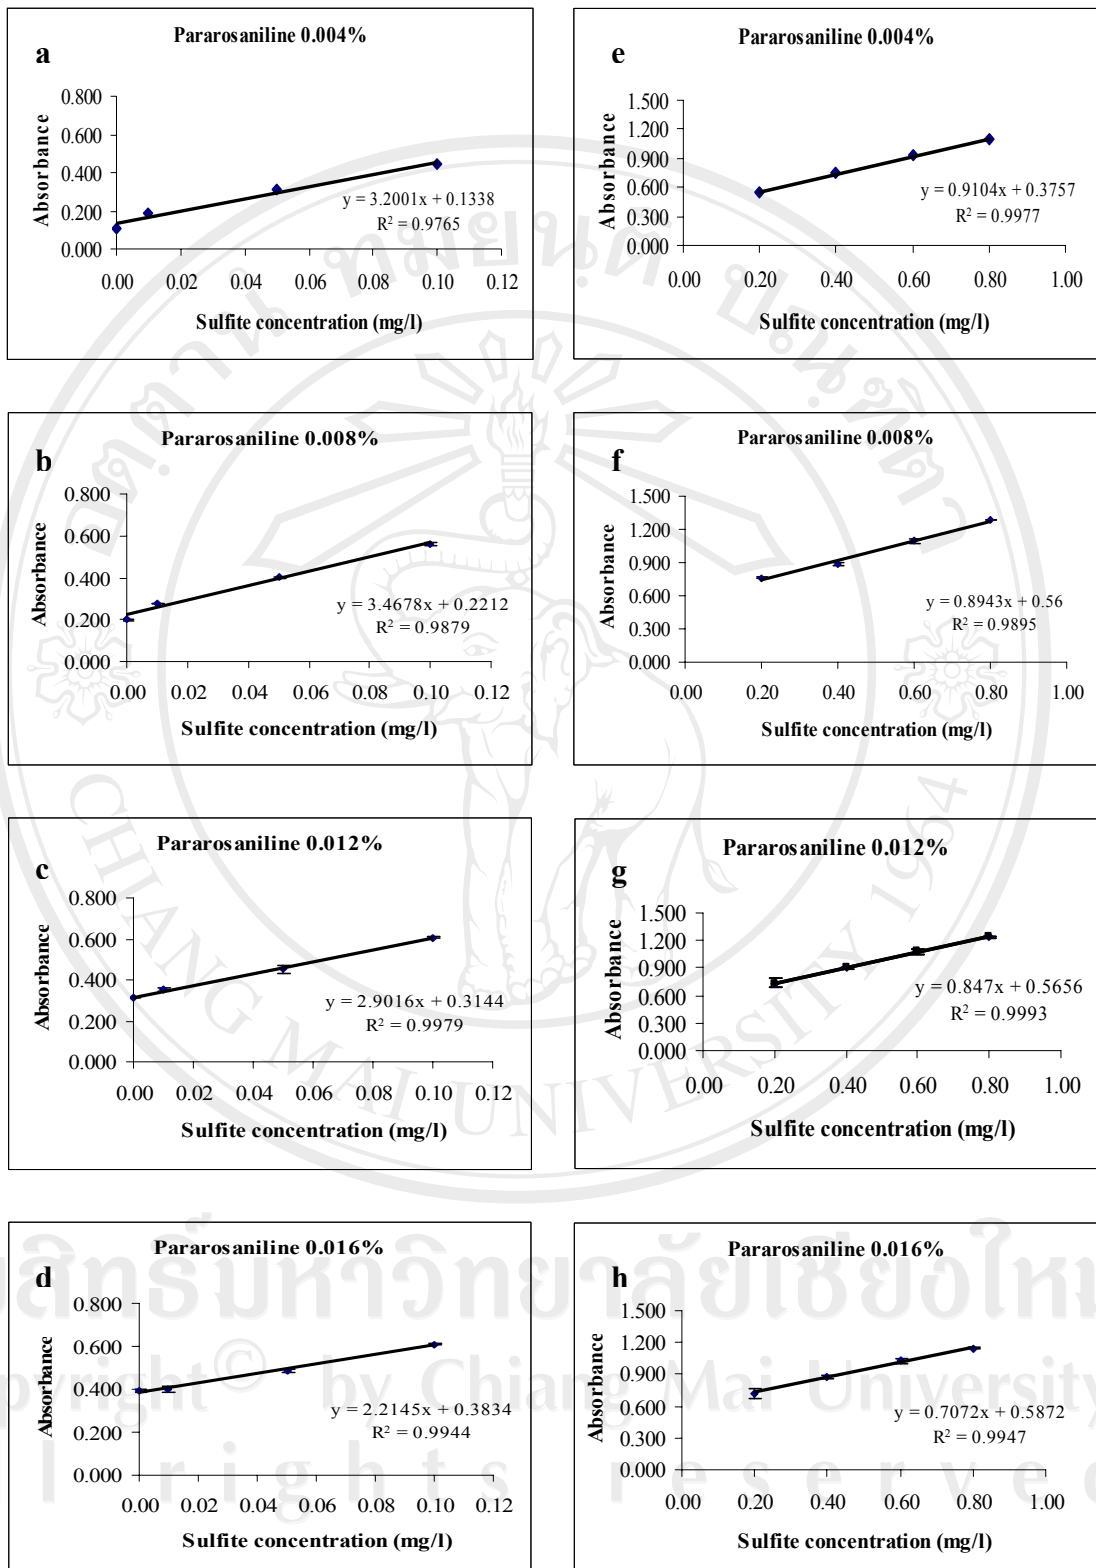 Pararosaniline 0.004%
a
Absorbance
0.800
0.600
0.400
0.200
0.000
y = 3.2001x + 0.1338
R² = 0.9765
0.00 0.02 0.04 0.06 0.08 0.10 0.12
Sulfite concentration (mg/l)
Pararosaniline 0.004%
e
Absorbance
1.500
1.200
0.900
0.600
0.300
0.000
y = 0.9104x + 0.3757
R² = 0.9977
0.00 0.20 0.40 0.60 0.80 1.00
Sulfite concentration (mg/l)
Pararosaniline 0.008%
b
Absorbance
0.800
0.600
0.400
0.200
0.000
y = 3.4678x + 0.2212
R² = 0.9879
0.00 0.02 0.04 0.06 0.08 0.10 0.12
Sulfite concentration (mg/l)
Pararosaniline 0.008%
f
Absorbance
1.500
1.200
0.900
0.600
0.300
0.000
y = 0.8943x + 0.56
R² = 0.9895
0.00 0.20 0.40 0.60 0.80 1.00
Sulfite concentration (mg/l)
Pararosaniline 0.012%
c
Absorbance
0.800
0.600
0.400
0.200
0.000
y = 2.9016x + 0.3144
R² = 0.9979
0.00 0.02 0.04 0.06 0.08 0.10 0.12
Sulfite concentration (mg/l)
Pararosaniline 0.012%
g
Absorbance
1.500
1.200
0.900
0.600
0.300
0.000
y = 0.847x + 0.5656
R² = 0.9993
0.00 0.20 0.40 0.60 0.80 1.00
Sulfite concentration (mg/l)
Pararosaniline 0.016%
d
Absorbance
0.800
0.600
0.400
0.200
0.000
y = 2.2145x + 0.3834
R² = 0.9944
0.00 0.02 0.04 0.06 0.08 0.10 0.12
Sulfite concentration (mg/l)
Pararosaniline 0.016%
h
Absorbance
1.500
1.200
0.900
0.600
0.300
0.000
y = 0.7072x + 0.5872
R² = 0.9947
0.00 0.20 0.40 0.60 0.80 1.00
Sulfite concentration (mg/l)
CHIANG MAI UNIVERSITY 1964
© by Chiang Mai University
rights reserved